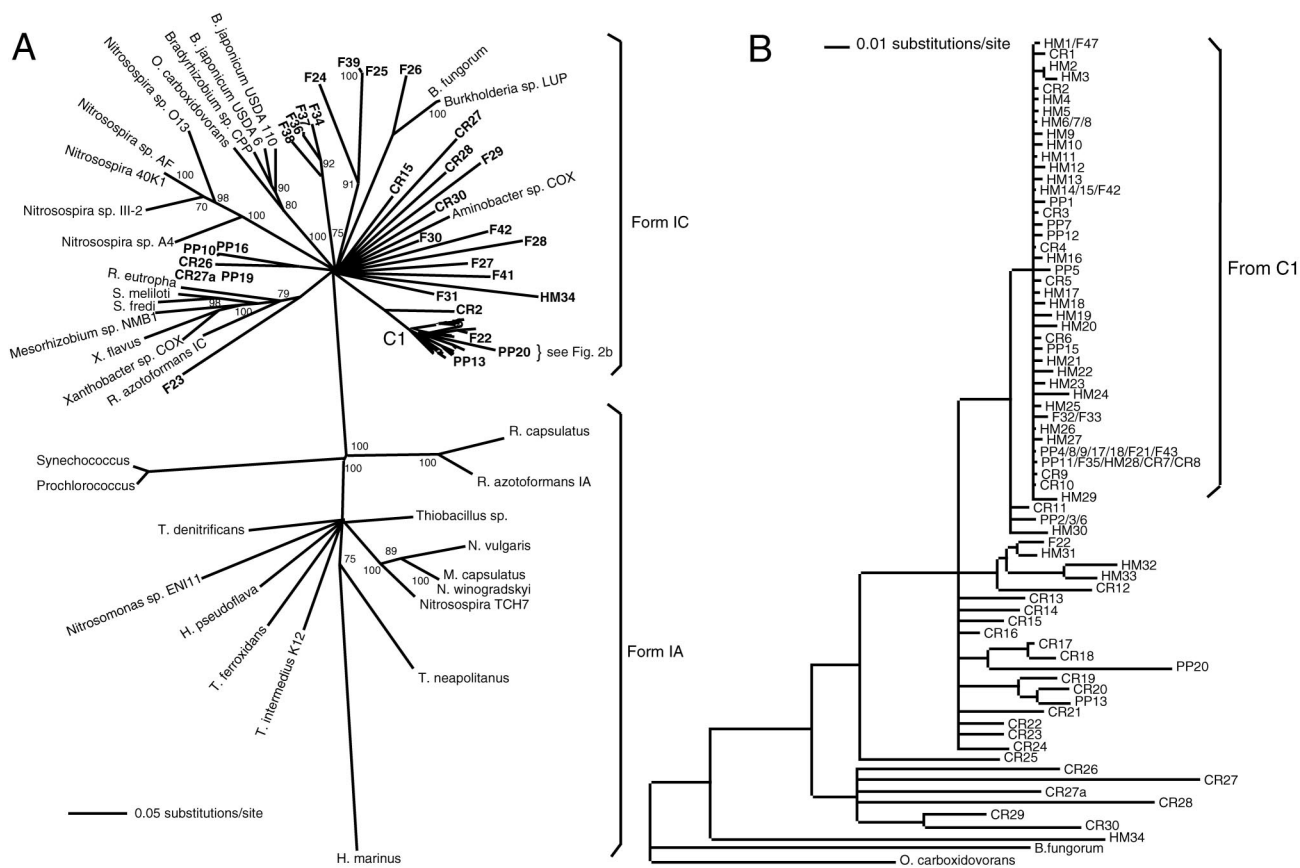 A
Nitrosospira sp. O13
O. carboxidovorans
Bradyrhizobium sp. CPP
B. japonicum USDA 6
B. japonicum USDA 110
F38
F36
F37
F34
F24
F39
F25
F26
B. fungorum
Burkholderia sp. LUP
CR27
CR28
F29
CR15
CR30
Aminobacter sp. COX
F30
F42
F28
F27
F41
HM34
F31
CR2
F22
PP20 } see Fig. 2b
PP13
C1
Nitrosospira sp. AF
Nitrosospira 40K1
Nitrosospira sp. III-2
Nitrosospira sp. A4
PP10 PP16
CR26
CR27a PP19
R. eutropha
S. meliloti
S. fredi
Mesorhizobium sp. NMB1
X. flavus
Xanthobacter sp. COX
R. azotoformans IC
F23
100
98
70
100
90
80
100
92
100
91
75
100
79
98
100
Form IC
Synechococcus
Prochlorococcus
100
100
100
R. capsulatus
R. azotoformans IA
T. denitrificans
Thiobacillus sp.
N. vulgaris
89
100
100
75
M. capsulatus
N. winogradskyi
Nitrosospira TCH7
Nitrosomonas sp. ENI11
H. pseudoflava
T. ferroxidans
T. intermedius K12
T. neapolitanus
H. marinus
Form IA
0.05 substitutions/site
B
0.01 substitutions/site
HM1/F47
CR1
HM2
HM3
CR2
HM4
HM5
HM6/7/8
HM9
HM10
HM11
HM12
HM13
HM14/15/F42
PP1
CR3
PP7
PP12
CR4
HM16
PP5
CR5
HM17
HM18
HM19
HM20
CR6
PP15
HM21
HM22
HM23
HM24
HM25
F32/F33
HM26
HM27
PP4/8/9/17/18/F21/F43
PP11/F35/HM28/CR7/CR8
CR9
CR10
HM29
From C1
CR11
PP2/3/6
HM30
F22
HM31
HM32
HM33
CR12
CR13
CR14
CR15
CR16
CR17
CR18
PP20
CR19
CR20
PP13
CR21
CR22
CR23
CR24
CR25
CR26
CR27
CR27a
CR28
CR29
CR30
HM34
B.fungorum
O. carboxidovorans